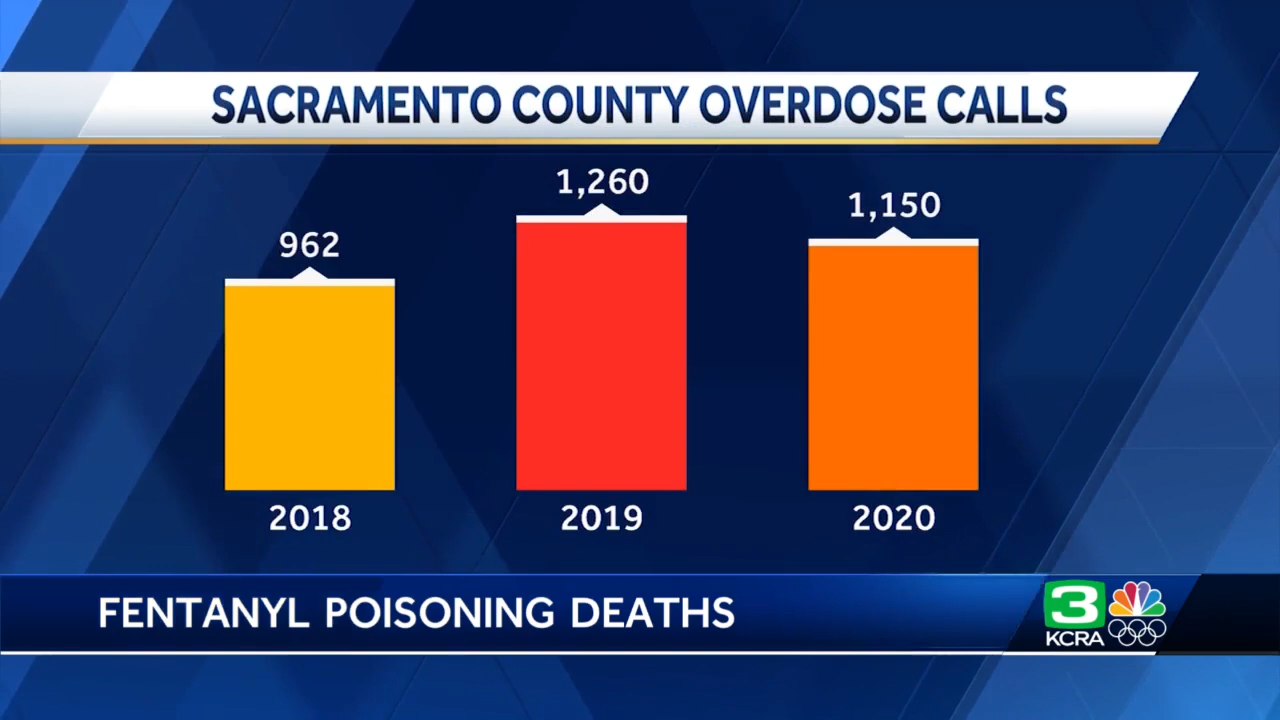 SACRAMENTO COUNTY OVERDOSE CALLS
1,260
1,150
962
2018
2019
2020
FENTANYL POISONING DEATHS
3
KCRA